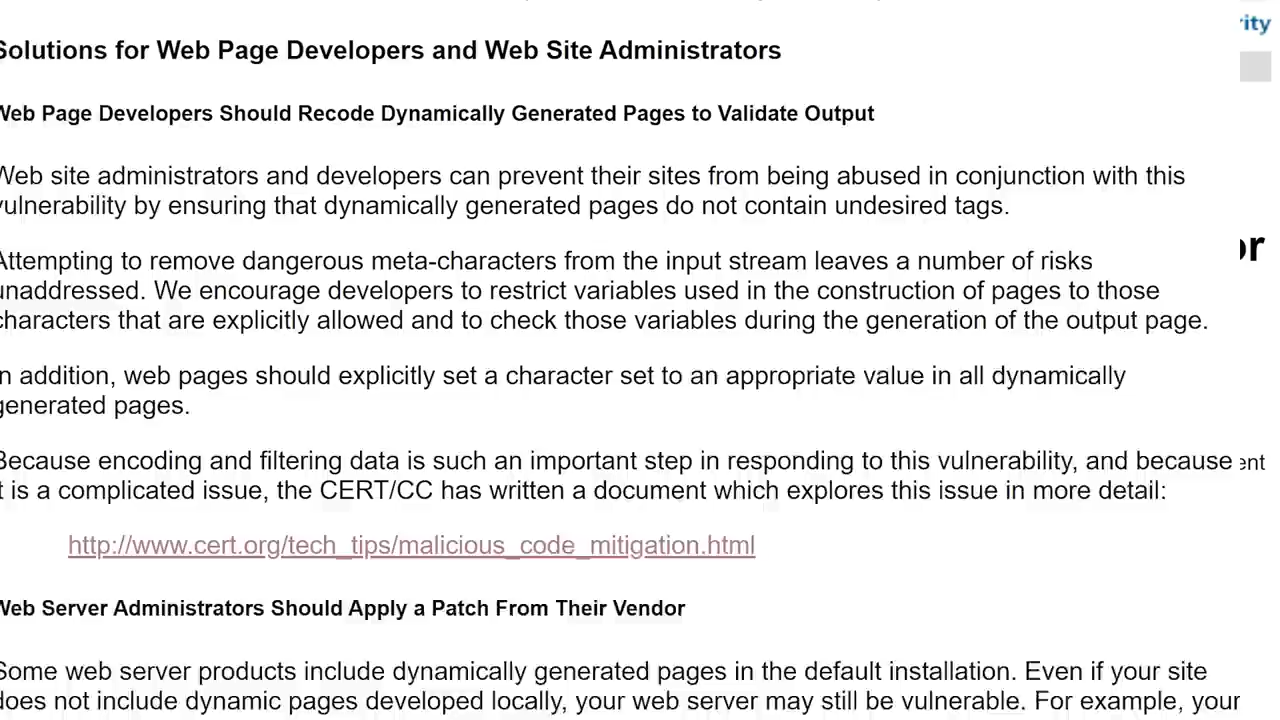 Solutions for Web Page Developers and Web Site Administrators
Web Page Developers Should Recode Dynamically Generated Pages to Validate Output
Web site administrators and developers can prevent their sites from being abused in conjunction with this
vulnerability by ensuring that dynamically generated pages do not contain undesired tags.
Attempting to remove dangerous meta-characters from the input stream leaves a number of risks
unaddressed. We encourage developers to restrict variables used in the construction of pages to those
characters that are explicitly allowed and to check those variables during the generation of the output page.
In addition, web pages should explicitly set a character set to an appropriate value in all dynamically
generated pages.
Because encoding and filtering data is such an important step in responding to this vulnerability, and because
it is a complicated issue, the CERT/CC has written a document which explores this issue in more detail:
http://www.cert.org/tech_tips/malicious_code_mitigation.html
Web Server Administrators Should Apply a Patch From Their Vendor
Some web server products include dynamically generated pages in the default installation. Even if your site
does not include dynamic pages developed locally, your web server may still be vulnerable. For example, your